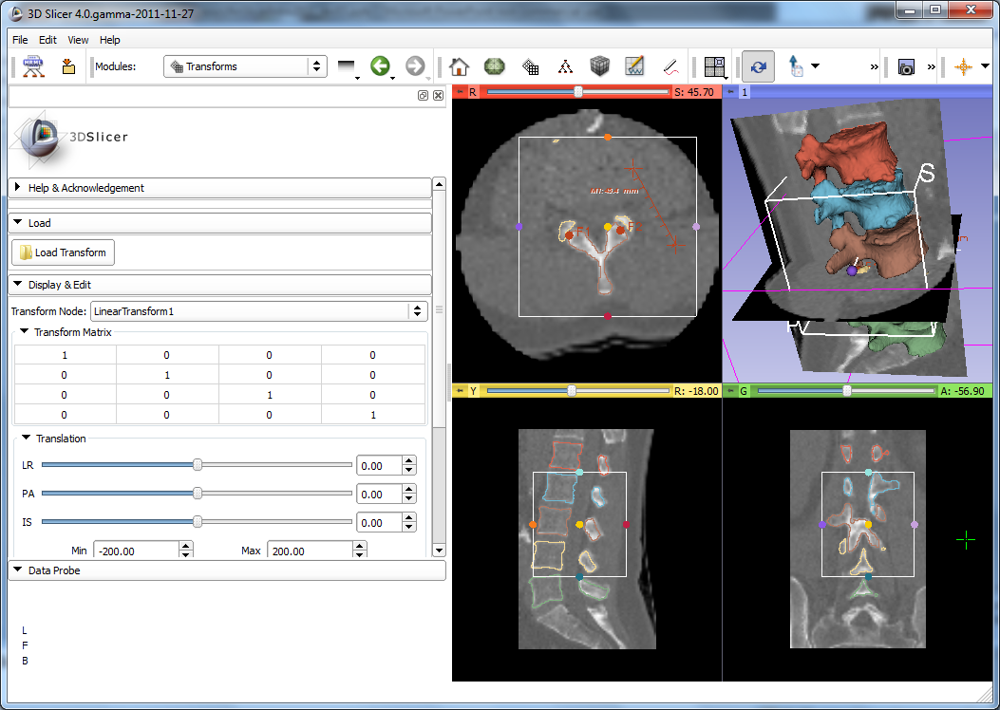 3D Slicer 4.0.gamma-2011-11-27
File Edit View Help
Modules: Transforms
3DSlicer
Help & Acknowledgement
Load
Load Transform
Display & Edit
Transform Node: LinearTransform1
Transform Matrix
1 0 0 0
0 1 0 0
0 0 1 0
0 0 0 1
Translation
LR 0.00
PA 0.00
IS 0.00
Min -200.00 Max 200.00
Data Probe
L
F
B
R S: 45.70
F1
1
S
Y R: -18.00
G A: -56.90